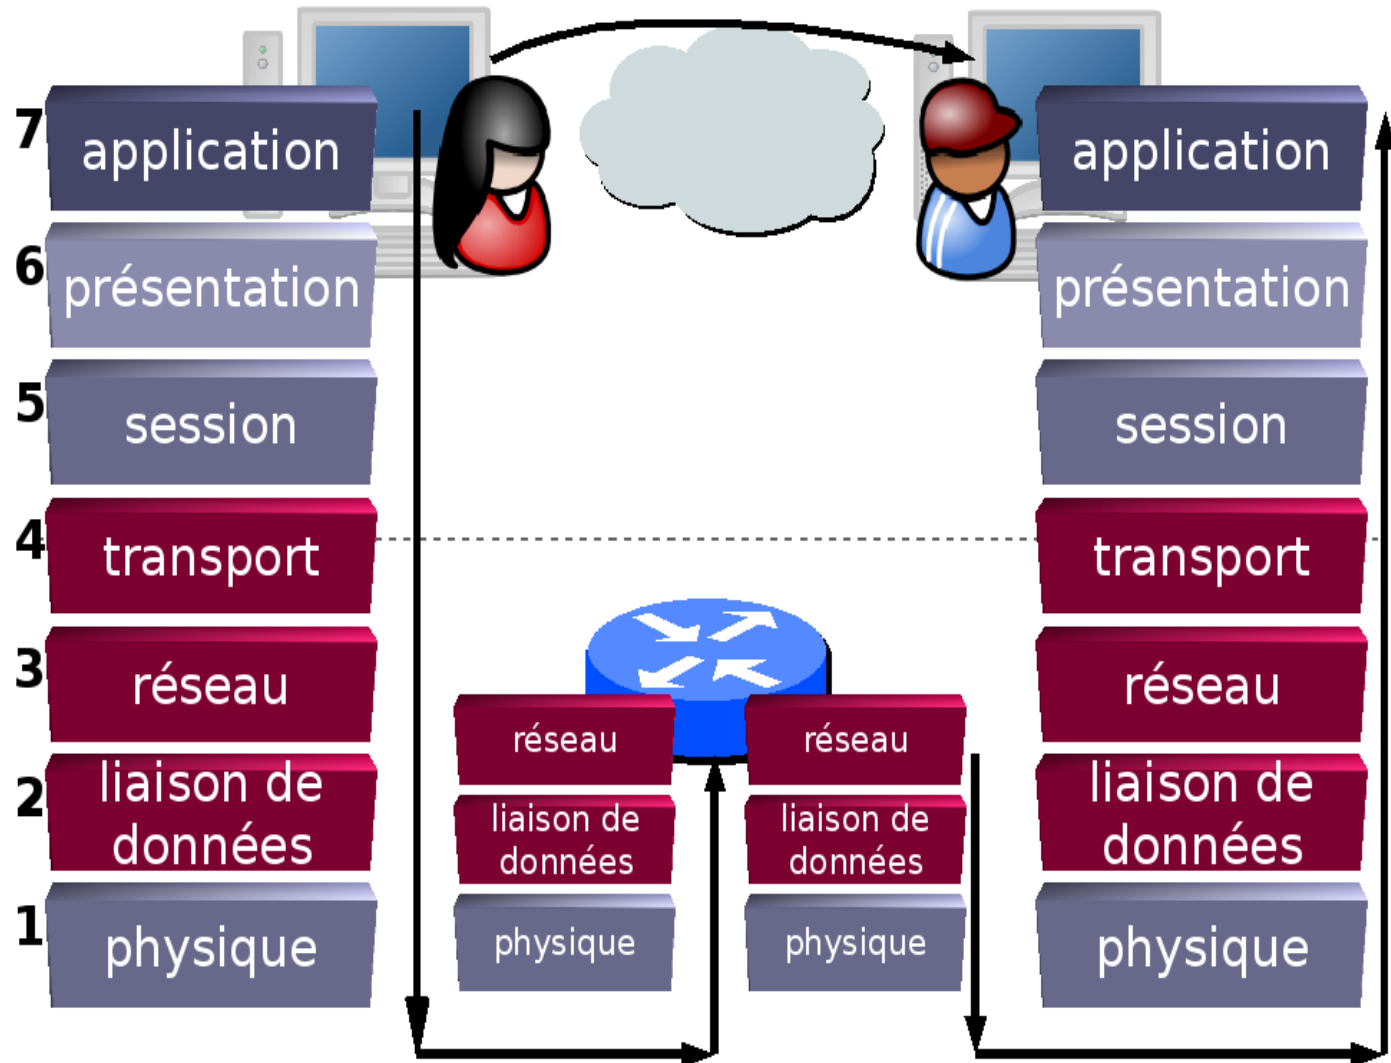 7
application
6
présentation
5
session
4
transport
3
réseau
2
liaison de
données
1
physique
réseau
liaison de
données
physique
réseau
liaison de
données
physique
application
présentation
session
transport
réseau
liaison de
données
physique